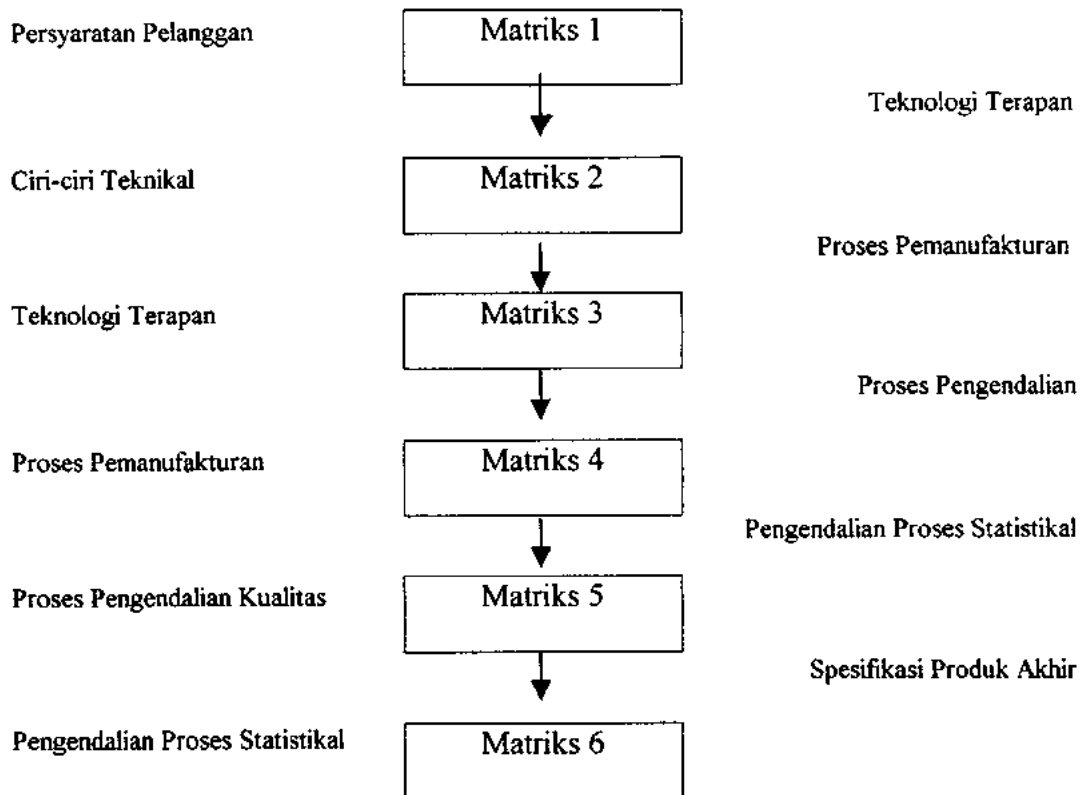 Persyaratan Pelanggan
Matriks 1
Teknologi Terapan
Ciri-ciri Teknikal
Matriks 2
Proses Pemanufakturan
Teknologi Terapan
Matriks 3
Proses Pengendalian
Proses Pemanufakturan
Matriks 4
Pengendalian Proses Statistikal
Proses Pengendalian Kualitas
Matriks 5
Spesifikasi Produk Akhir
Pengendalian Proses Statistikal
Matriks 6